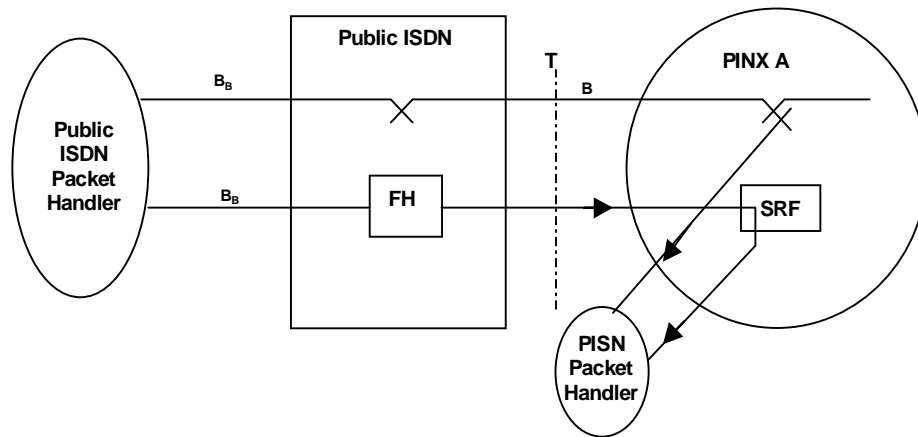 Public ISDN
T
PINX A
B_B
B
Public
ISDN
Packet
Handler
B_B
FH
SRF
PISN
Packet
Handler